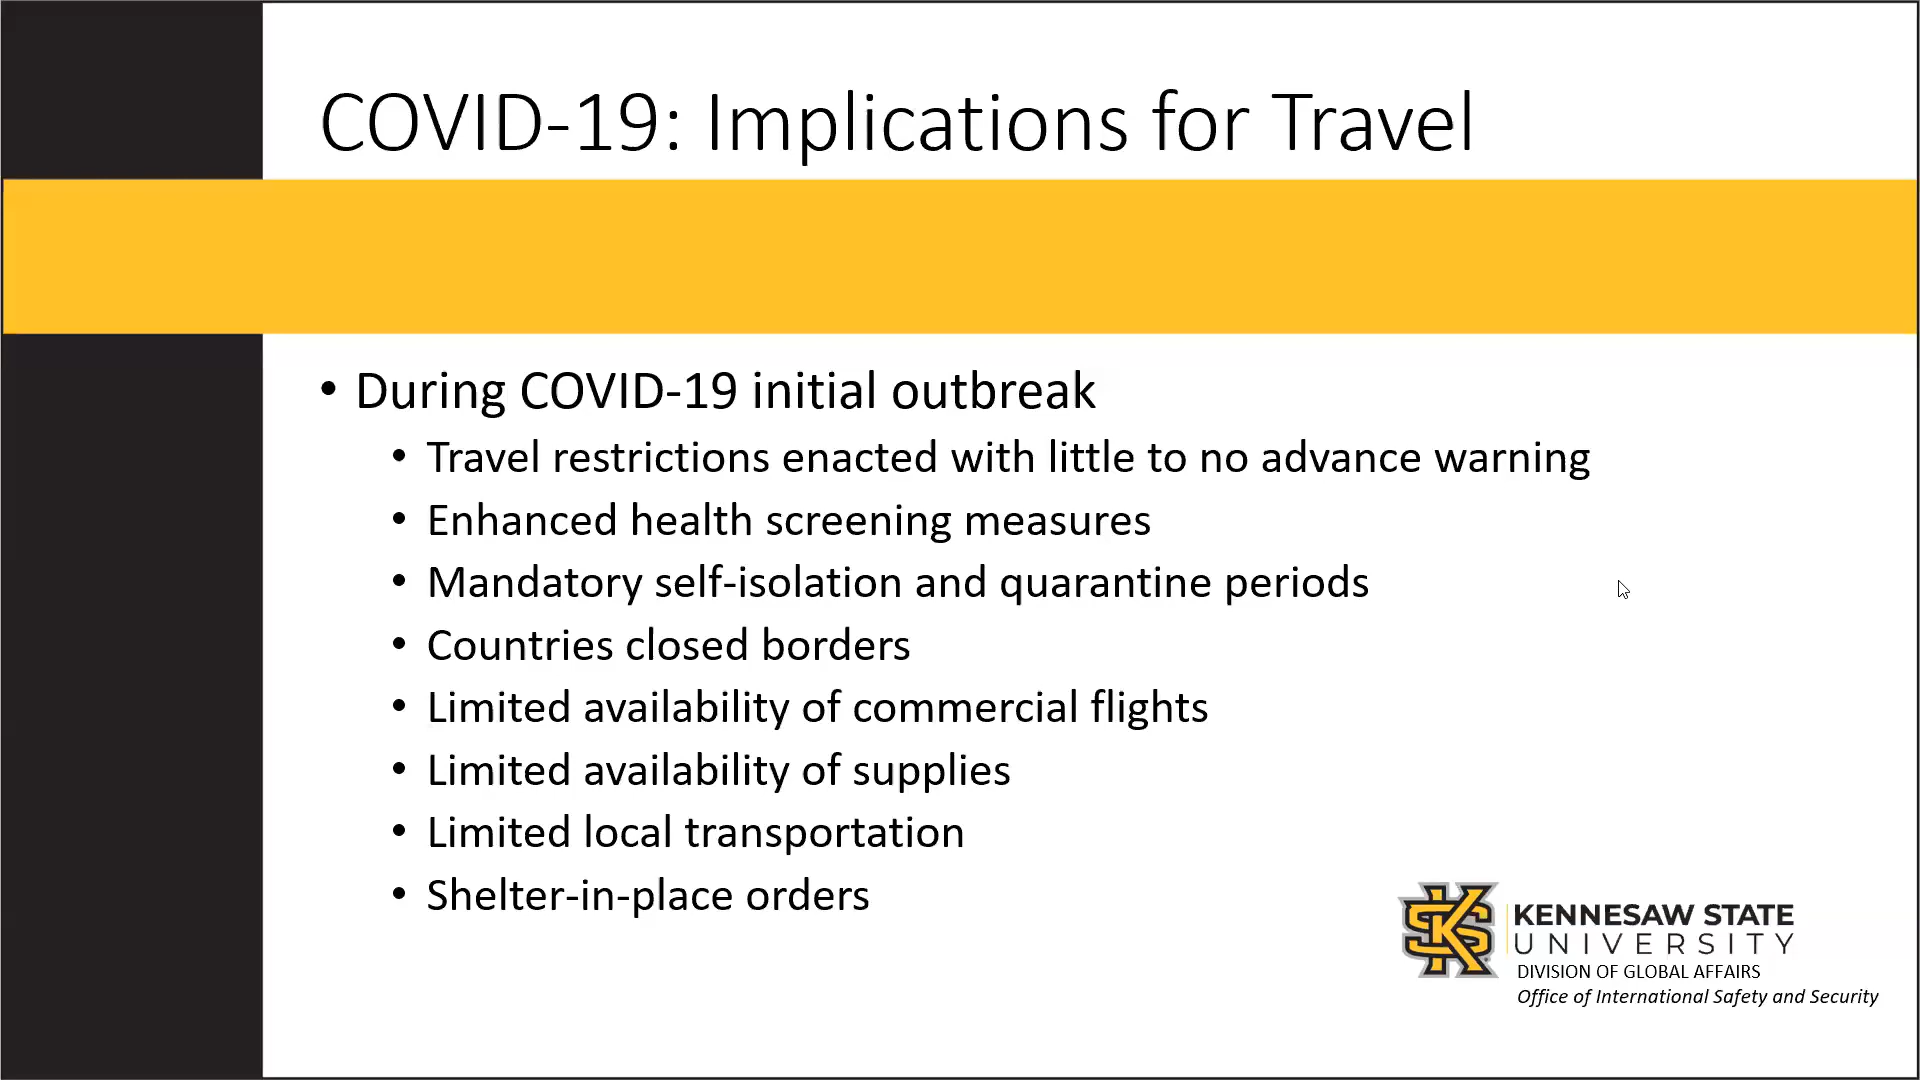 COVID-19: Implications for Travel
• During COVID-19 initial outbreak
• Travel restrictions enacted with little to no advance warning
• Enhanced health screening measures
• Mandatory self-isolation and quarantine periods
• Countries closed borders
• Limited availability of commercial flights
• Limited availability of supplies
• Limited local transportation
• Shelter-in-place orders
KS
KENNESAW STATE
UNIVERSITY
DIVISION OF GLOBAL AFFAIRS
Office of International Safety and Security